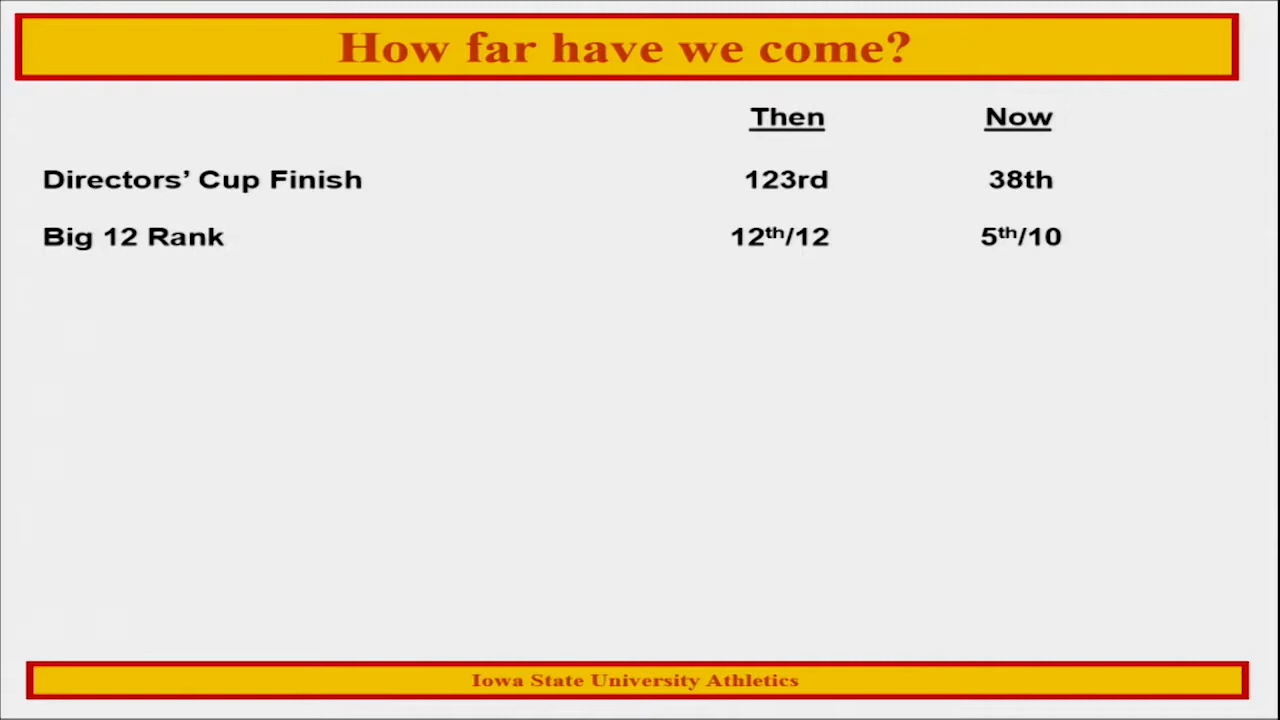 How far have we come?
Then Now
Directors’ Cup Finish 123rd 38th
Big 12 Rank 12th/12 5th/10
Iowa State University Athletics